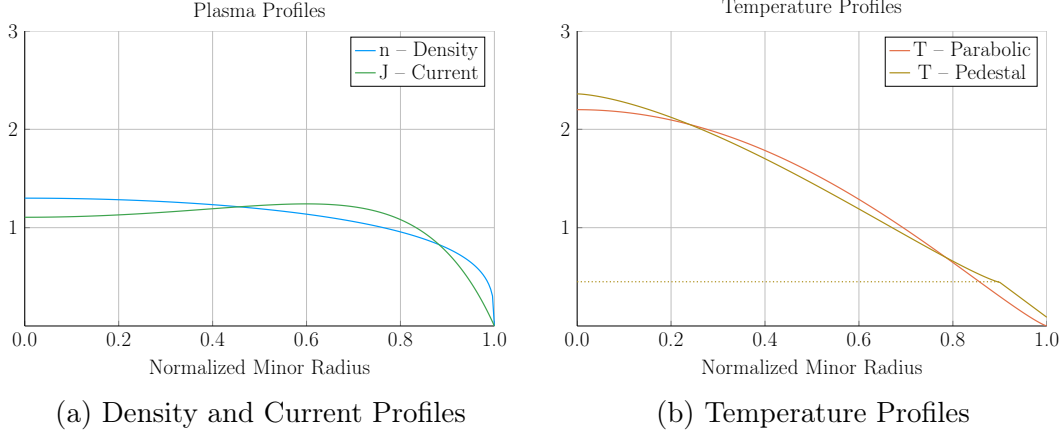 Plasma Profiles
3
2
1
n – Density
J – Current
0.0 0.2 0.4 0.6 0.8 1.0
Normalized Minor Radius
(a) Density and Current Profiles
Temperature Profiles
3
2
1
T – Parabolic
T – Pedestal
0.0 0.2 0.4 0.6 0.8 1.0
Normalized Minor Radius
(b) Temperature Profiles